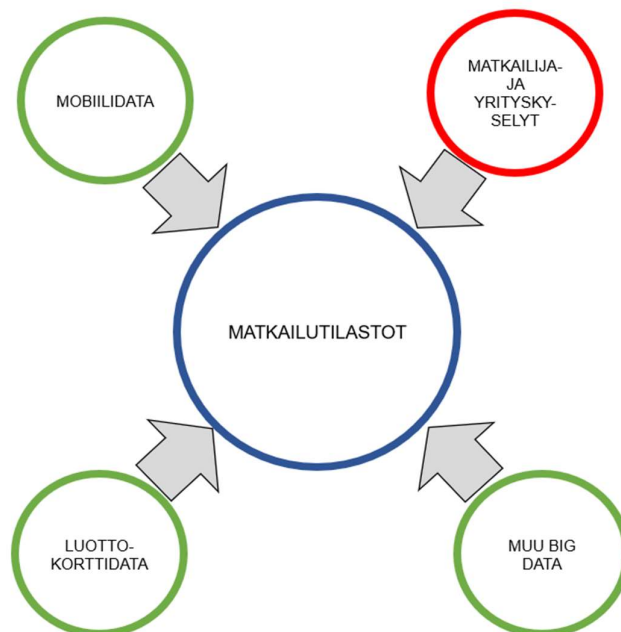 MOBIILIDATA
MATKAILIJA-
JA
YRITYSKY-
SELYT
MATKAILUTILASTOT
LUOTTO-
KORTTIDATA
MUU BIG
DATA